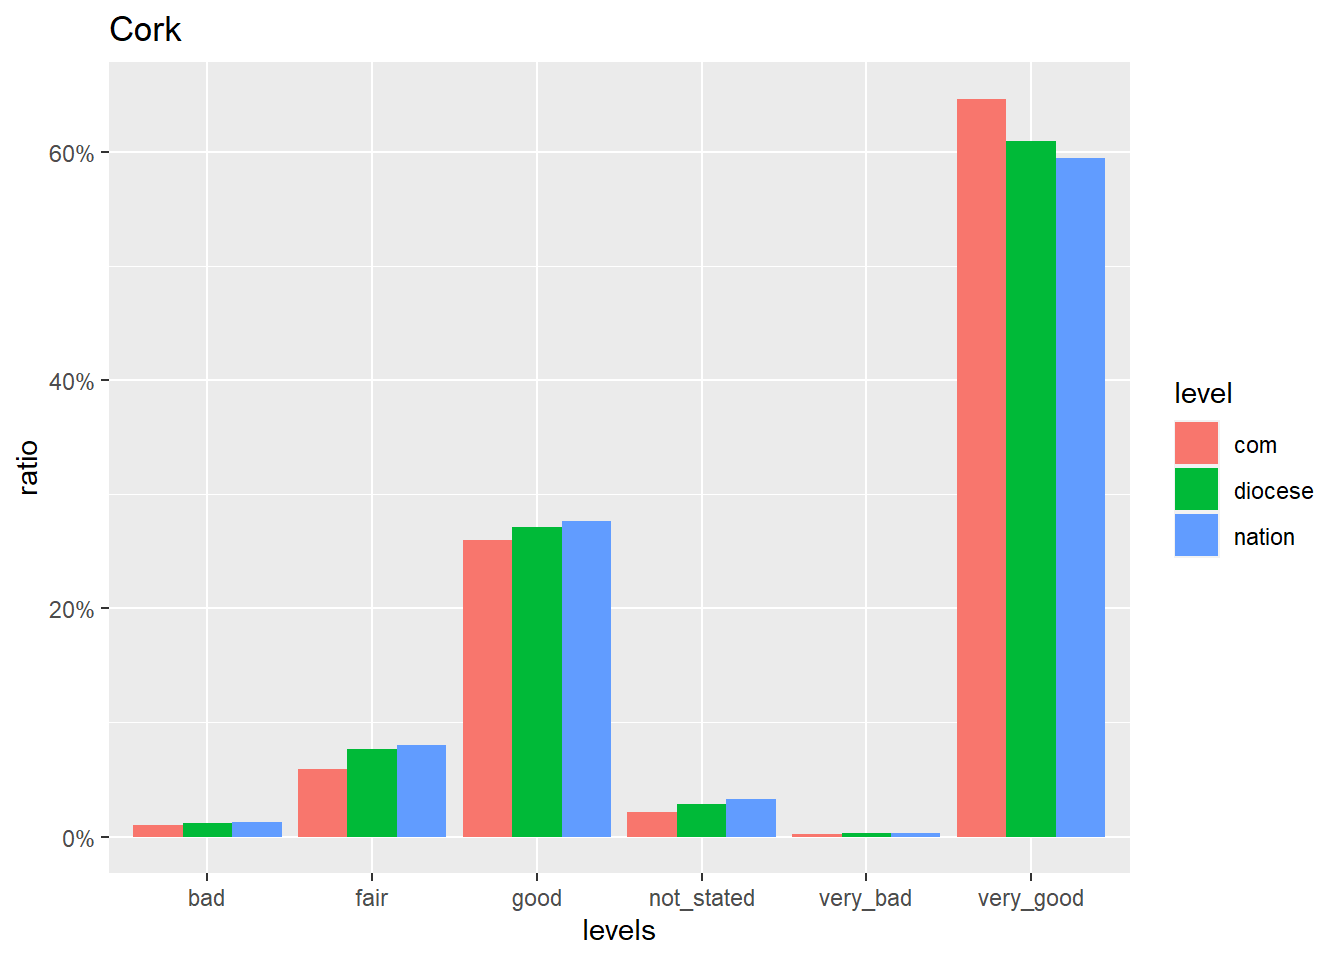 Cork
60%
40%
20%
0%
ratio
bad fair good not_stated very_bad very_good
levels
level
com
diocese
nation